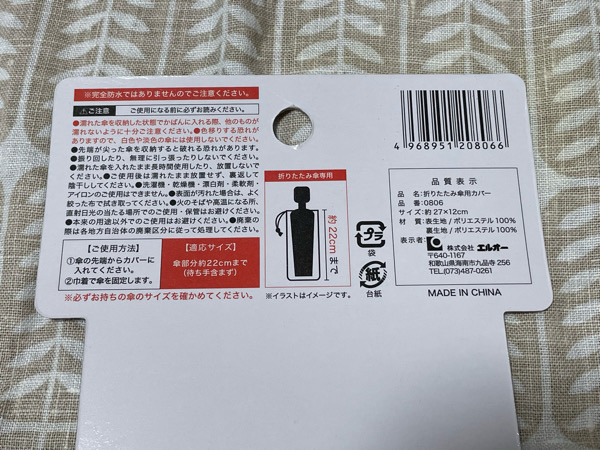 ※完全防水ではありませんのでご注意ください。
⚠ご注意 ご使用になる前に必ずお読みください。
●濡れた傘を収納した状態でかばんに入れる際、他のものが
濡れないように十分ご注意ください。●色移りする恐れが
ありますので、白色や淡色の傘には使用しないでください。
●先端が尖った傘を収納すると破れる恐れがあります。
●振り回したり、無理に引っ張ったりしないでください。
●濡れた傘を入れたまま長時間使用したり、放置しないで
ください。●ご使用後は濡れたまま放置せず、裏返して
陰干ししてください。●洗濯機・乾燥機・漂白剤・柔軟剤・
アイロンのご使用はできません。●表面が汚れた場合は、よく
絞った布で拭き取ってください。●火のそばや高温になる所、
直射日光の当たる場所でのご使用・保管はお避けください。
●本来の用途以外でのご使用はお避けください。●廃棄の
際は各地方自治体の廃棄区分に従って処理してください。
【ご使用方法】
①傘の先端からカバーに
入れてください。
②巾着で傘を固定します。
【適応サイズ】
傘部分約22cmまで
(待ち手含まず)
※必ずお持ちの傘のサイズを確かめてください。
折りたたみ傘専用
約22cmまで
※イラストはイメージです。
プラ
袋
紙
台紙
4 968951 208066
品質表示
品名:折りたたみ傘用カバー
品番:0806
サイズ:約27×12cm
材質:表生地/ポリエステル100%
裏生地/ポリエステル100%
表示者: 株式会社 エルオー
〒640-1167
和歌山県海南市九品寺 256
TEL.(073)487-0261
MADE IN CHINA